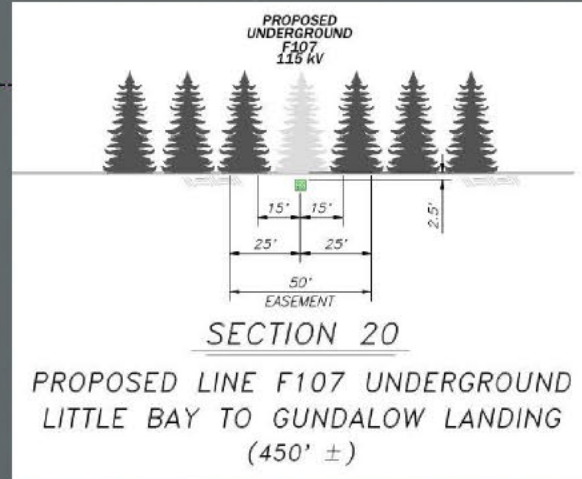 PROPOSED
UNDERGROUND
F107
115 kV
15' 15'
2.5'
25' 25'
50'
EASEMENT
SECTION 20
PROPOSED LINE F107 UNDERGROUND
LITTLE BAY TO GUNDALOW LANDING
(450' ±)